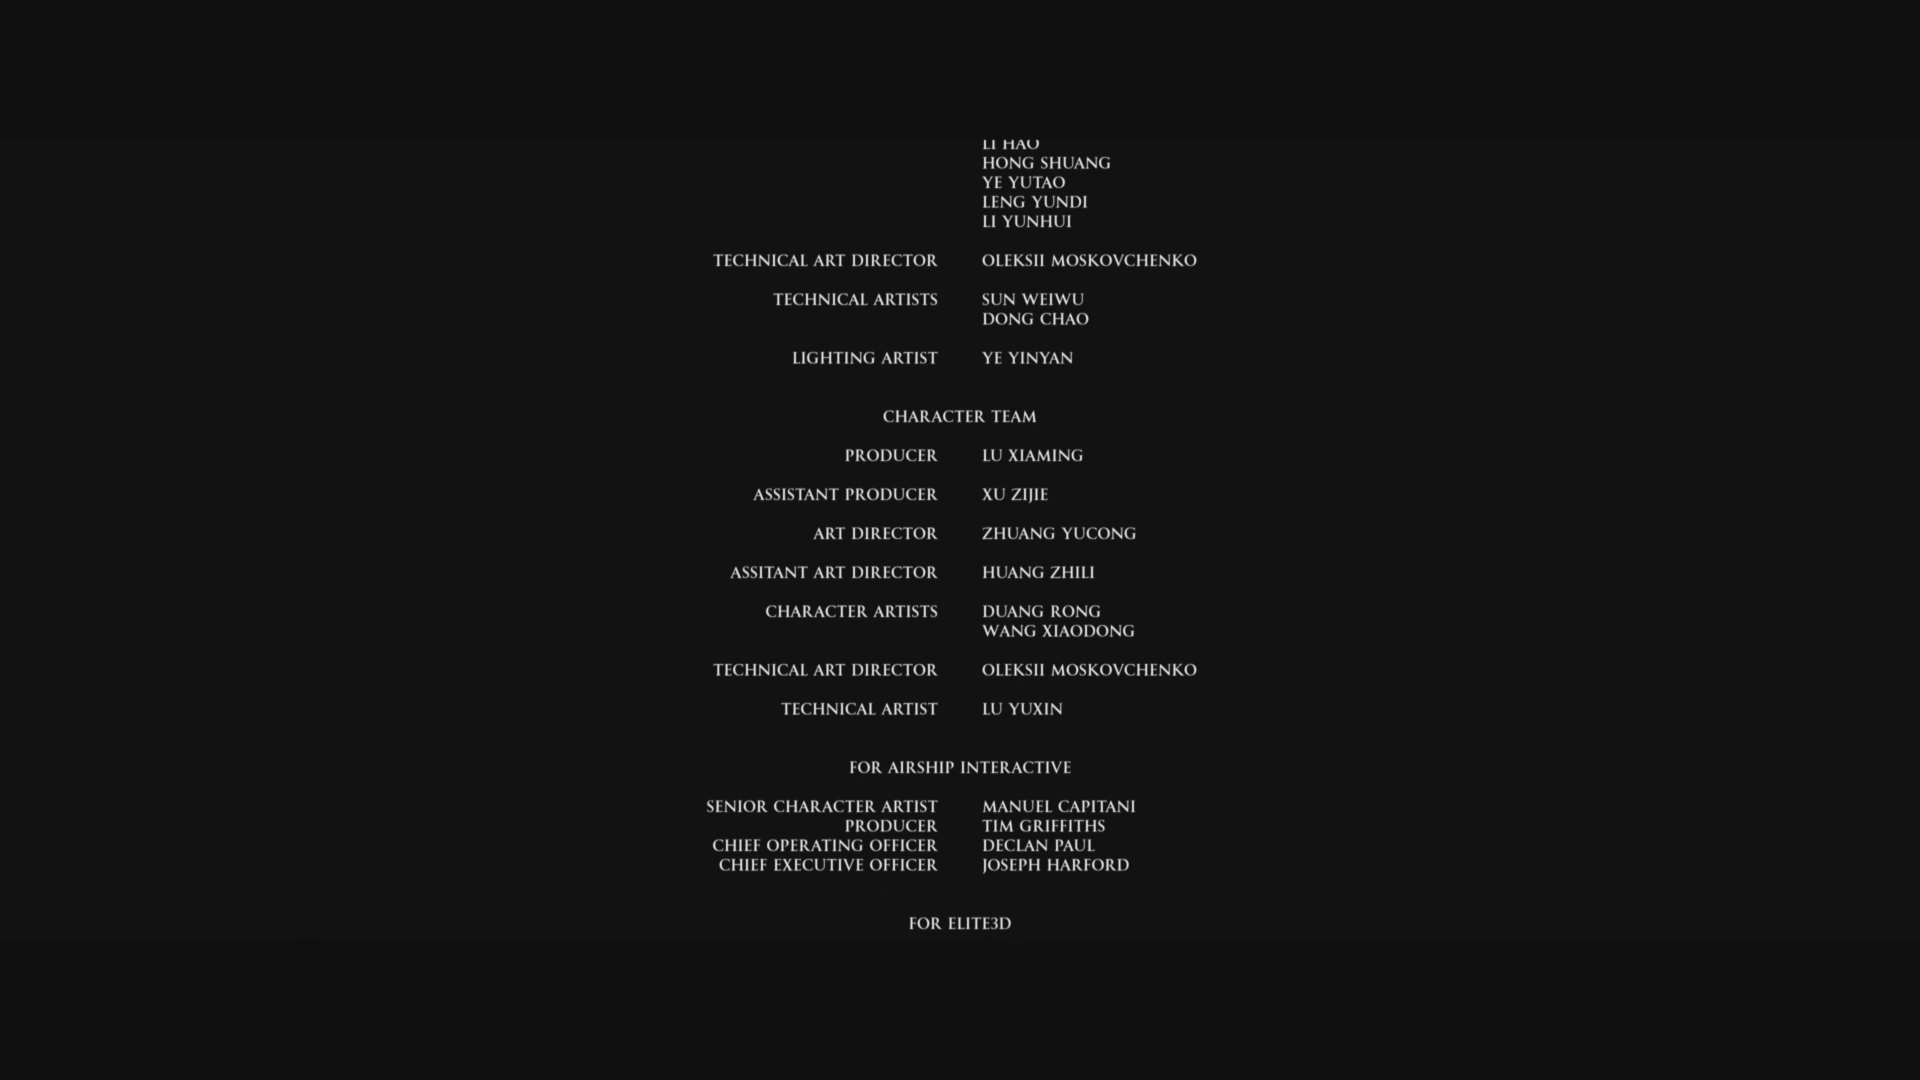 LI HAO
HONG SHUANG
YE YUTAO
LENG YUNDI
LI YUNHUI
TECHNICAL ART DIRECTOR OLEKSII MOSKOVCHENKO
TECHNICAL ARTISTS SUN WEIWU
DONG CHAO
LIGHTING ARTIST YE YINYAN
CHARACTER TEAM
PRODUCER LU XIAMING
ASSISTANT PRODUCER XU ZIJIE
ART DIRECTOR ZHUANG YUCONG
ASSITANT ART DIRECTOR HUANG ZHILI
CHARACTER ARTISTS DUANG RONG
WANG XIAODONG
TECHNICAL ART DIRECTOR OLEKSII MOSKOVCHENKO
TECHNICAL ARTIST LU YUXIN
FOR AIRSHIP INTERACTIVE
SENIOR CHARACTER ARTIST MANUEL CAPITANI
PRODUCER TIM GRIFFITHS
CHIEF OPERATING OFFICER DECLAN PAUL
CHIEF EXECUTIVE OFFICER JOSEPH HARFORD
FOR ELITE3D